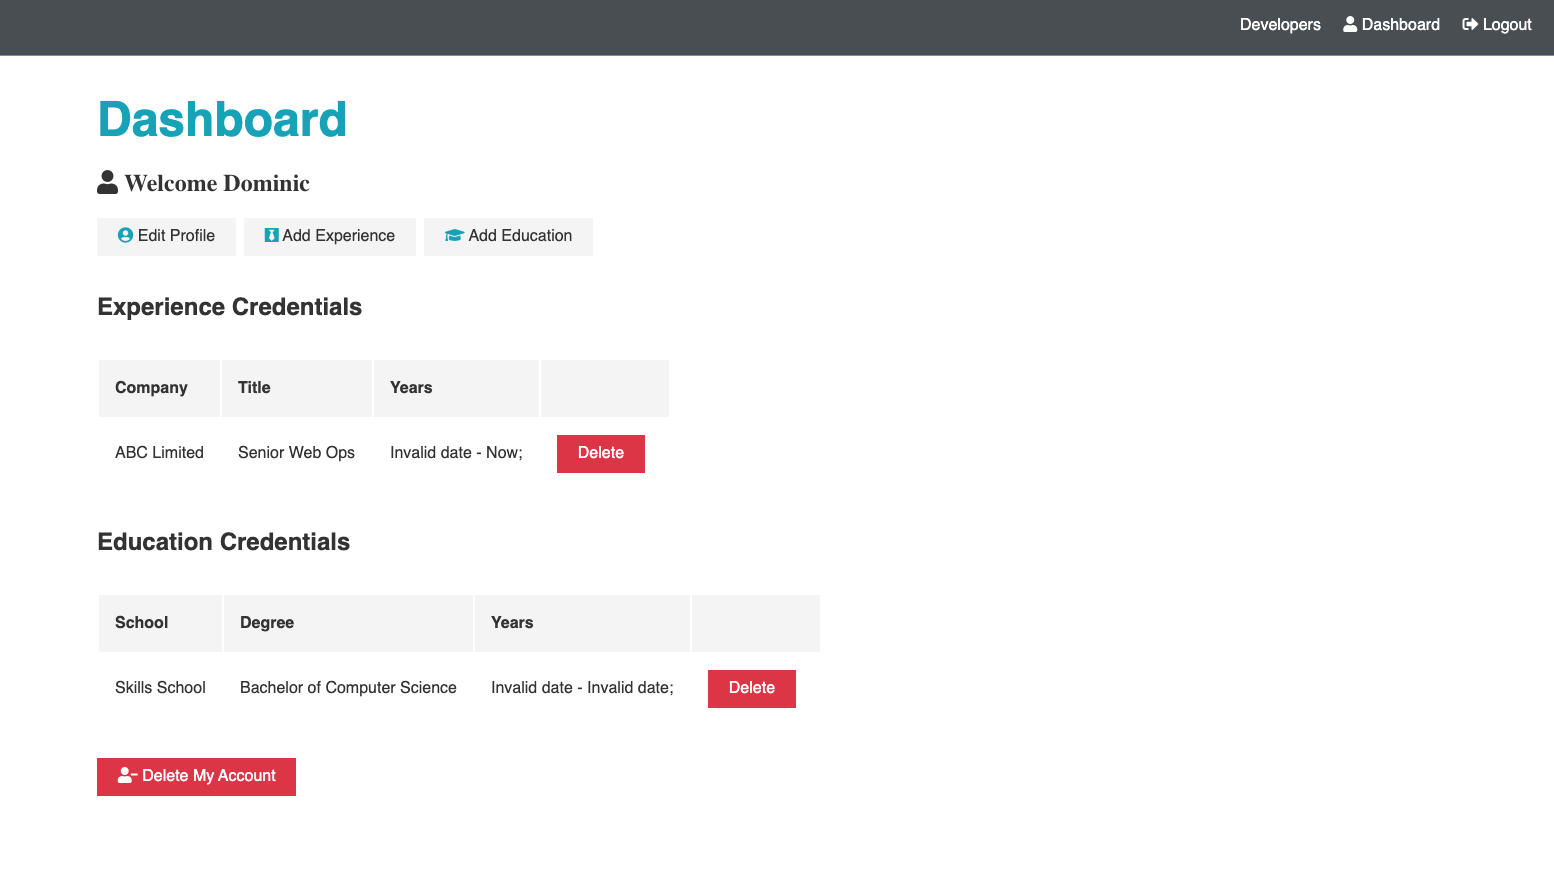 Developers Dashboard Logout
Dashboard
Welcome Dominic
Edit Profile Add Experience Add Education
Experience Credentials
Company Title Years
ABC Limited Senior Web Ops Invalid date - Now; Delete
Education Credentials
School Degree Years
Skills School Bachelor of Computer Science Invalid date - Invalid date; Delete
Delete My Account